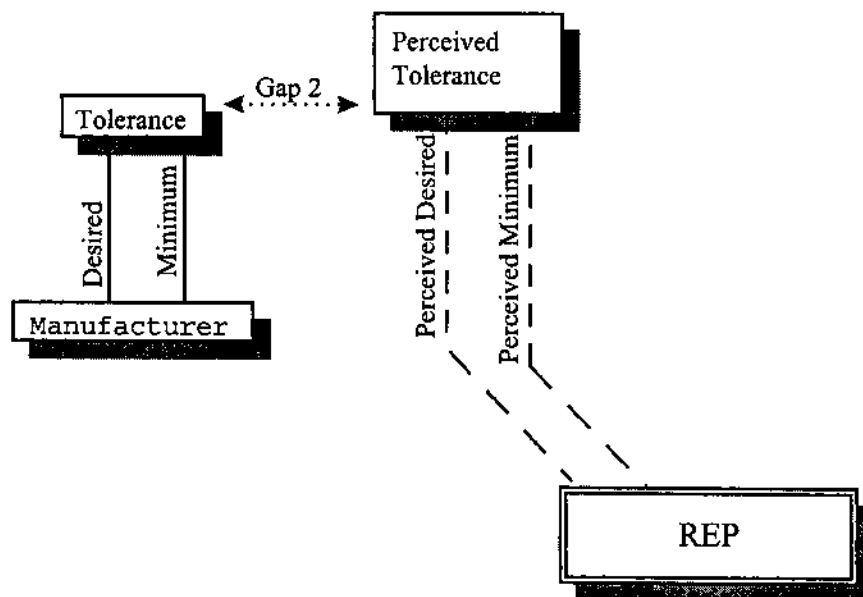 Perceived
Tolerance
Gap 2
Tolerance
Desired
Minimum
Perceived Desired
Perceived Minimum
Manufacturer
REP